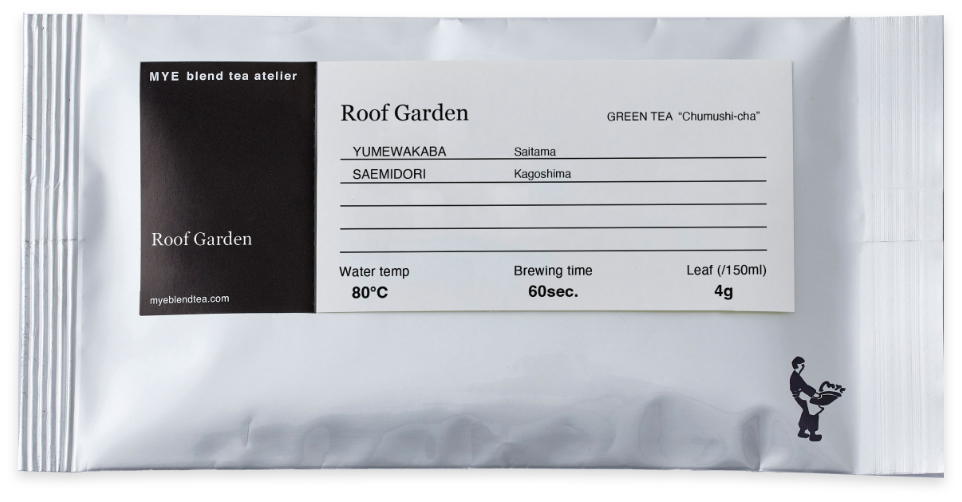 MYE blend tea atelier
Roof Garden
myeblendtea.com
Roof Garden
GREEN TEA "Chumushi-cha"
YUMEWAKABA Saitama
SAEMIDORI Kagoshima
Water temp Brewing time Leaf (/150ml)
80°C 60sec. 4g
mye